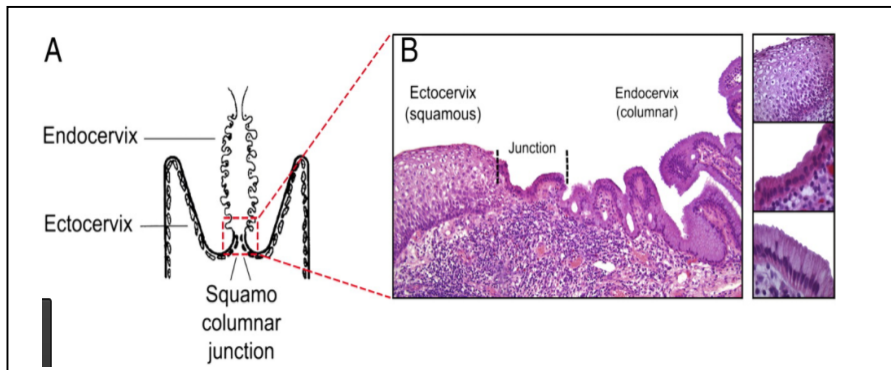 A
Endocervix
Ectocervix
Squamo
columnar
junction
B
Ectocervix
(squamous)
Junction
Endocervix
(columnar)